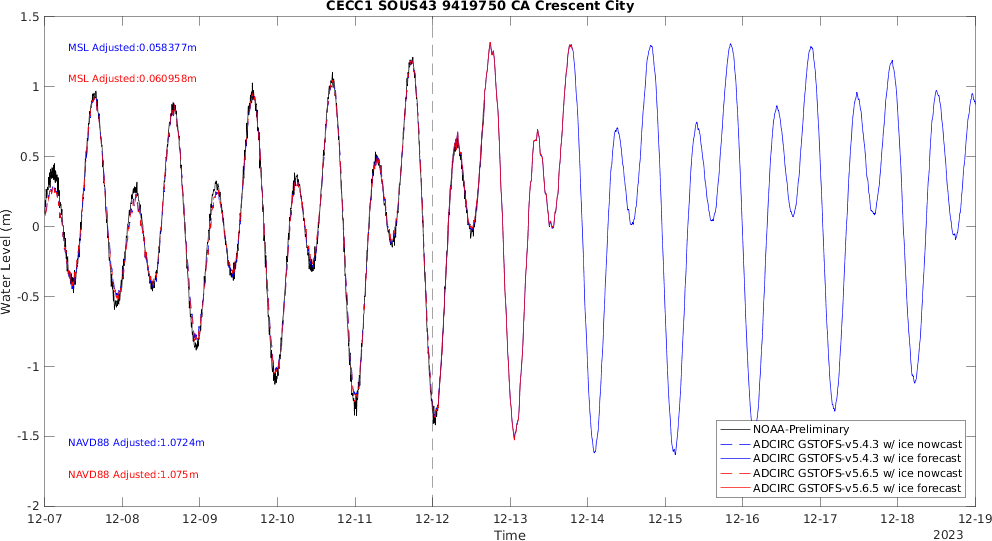 CECC1 SOUS43 9419750 CA Crescent City
1.5
1
0.5
0
-0.5
-1
-1.5
-2
Water Level (m)
MSL Adjusted:0.058377m
MSL Adjusted:0.060958m
NAVD88 Adjusted:1.0724m
NAVD88 Adjusted:1.075m
NOAA-Preliminary
ADCIRC GSTOFS-v5.4.3 w/ ice nowcast
ADCIRC GSTOFS-v5.4.3 w/ ice forecast
ADCIRC GSTOFS-v5.6.5 w/ ice nowcast
ADCIRC GSTOFS-v5.6.5 w/ ice forecast
12-07 12-08 12-09 12-10 12-11 12-12 12-13 12-14 12-15 12-16 12-17 12-18 12-19
Time
2023